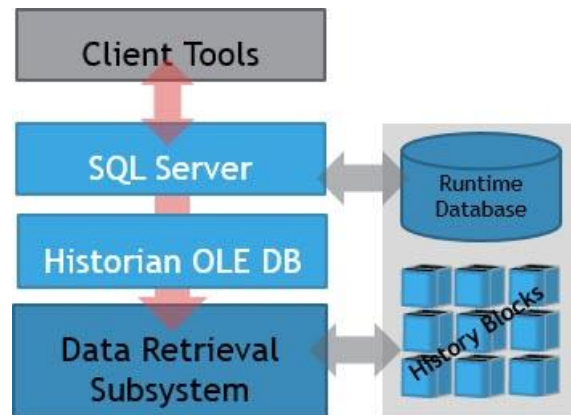 Client Tools
SQL Server
Runtime
Database
Historian OLE DB
History Blocks
Data Retrieval
Subsystem